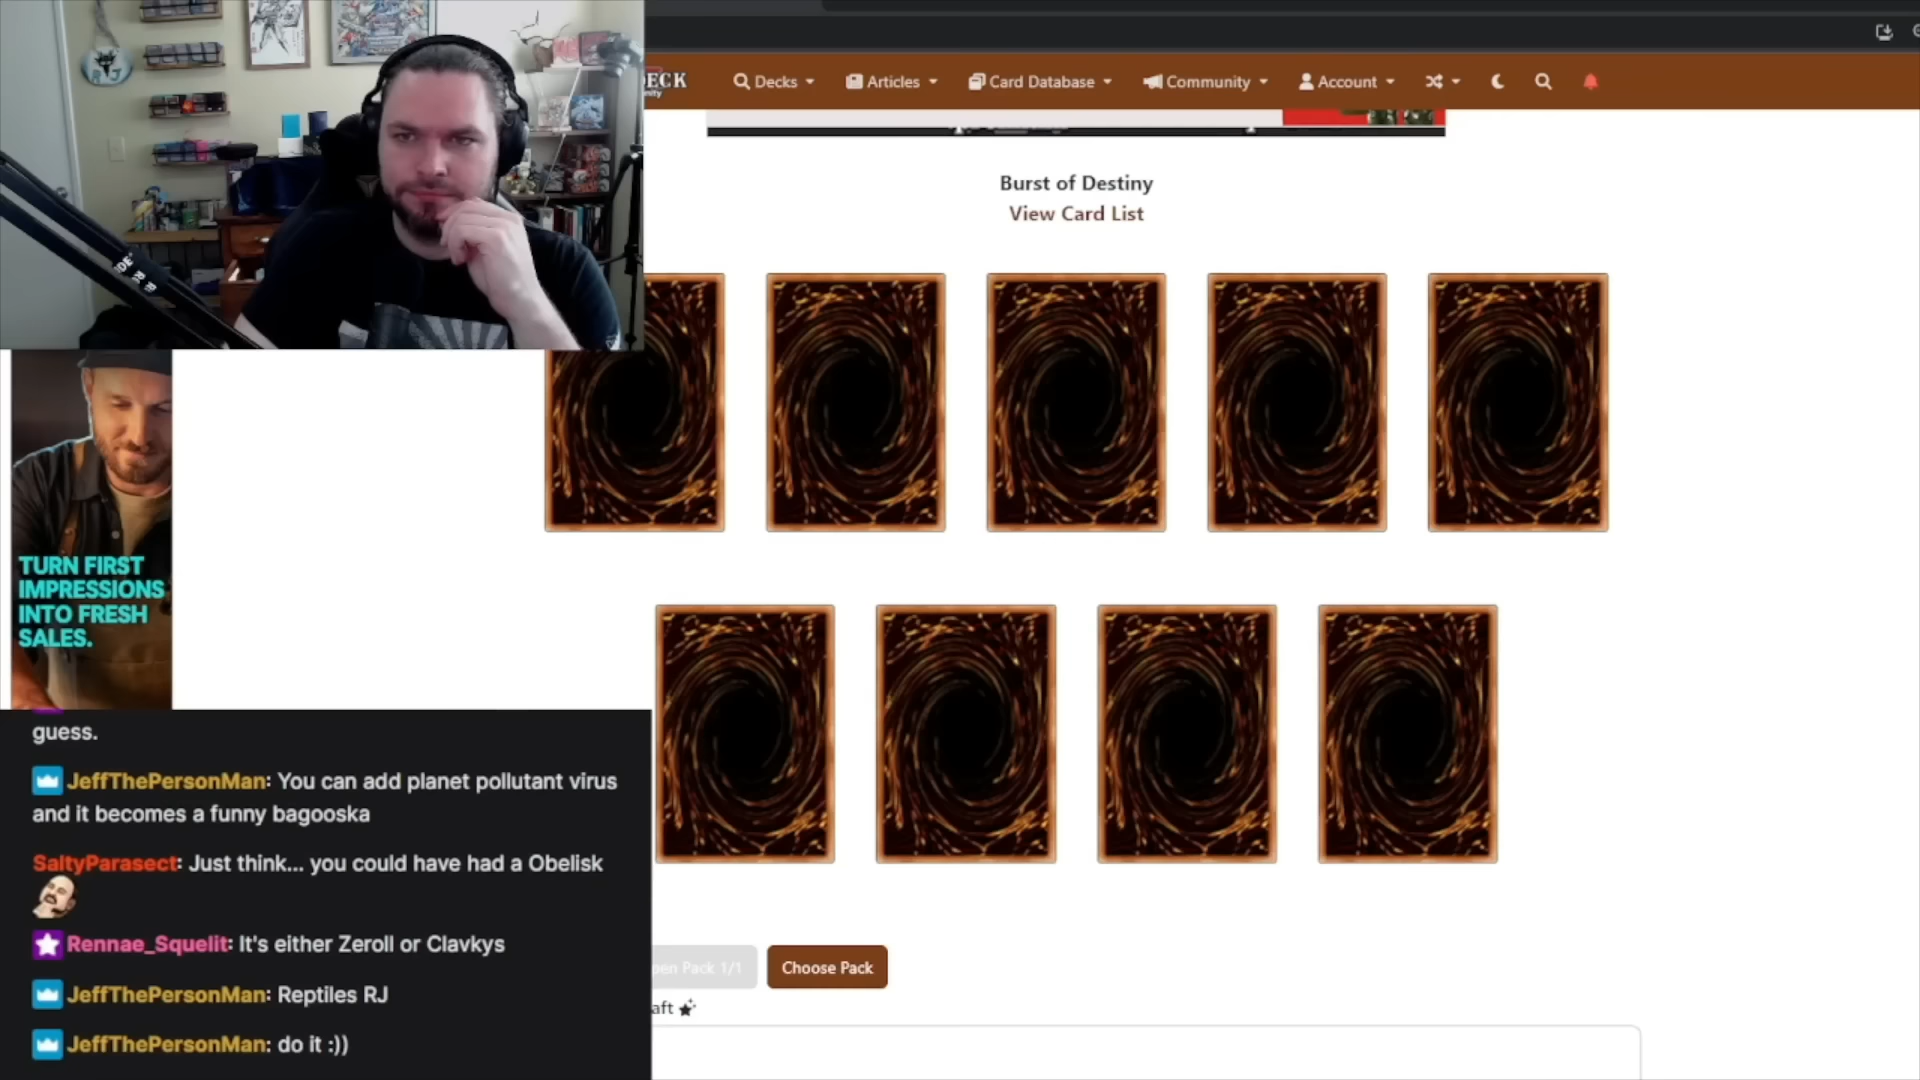 ECK
Decks
Articles
Card Database
Community
Account
Burst of Destiny
View Card List
RJ
TURN FIRST
IMPRESSIONS
INTO FRESH
SALES.
guess.
JeffThePersonMan: You can add planet pollutant virus
and it becomes a funny bagooska
SaltyParasect: Just think... you could have had a Obelisk
Rennae_Squelit: It's either Zeroll or Clavkys
JeffThePersonMan: Reptiles RJ
JeffThePersonMan: do it :))
pen Pack 1/1
Choose Pack
aft